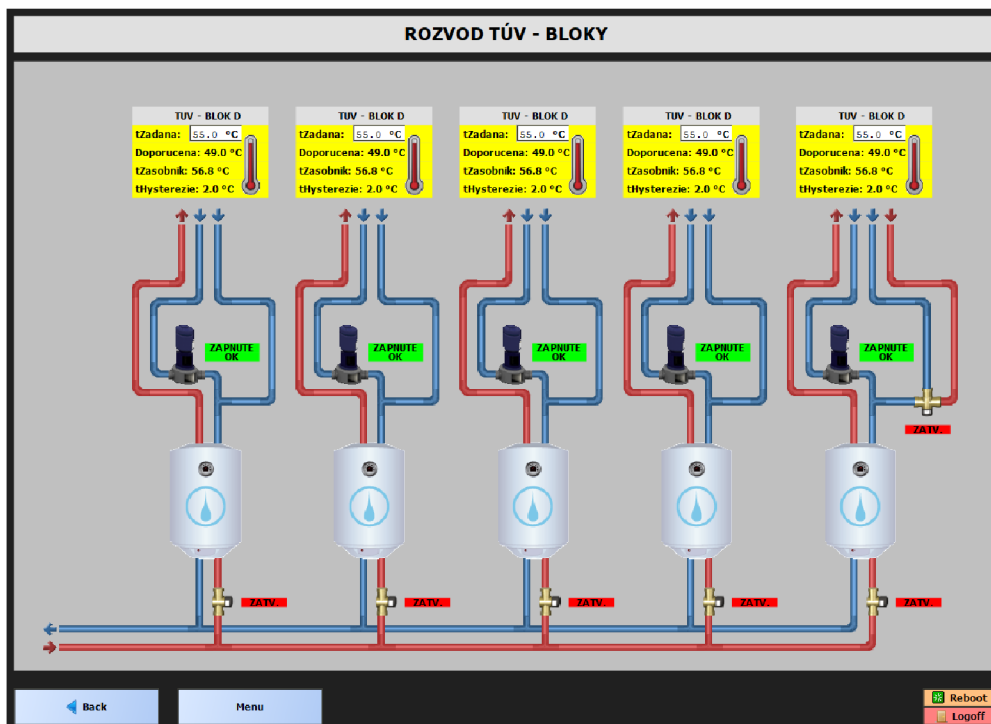 ROZVOD TÚV - BLOKY
TUV - BLOK D
tZadana: 55.0 °C
Doporucena: 49.0 °C
tZasobnik: 56.8 °C
tHysterezie: 2.0 °C
TUV - BLOK D
tZadana: 55.0 °C
Doporucena: 49.0 °C
tZasobnik: 56.8 °C
tHysterezie: 2.0 °C
TUV - BLOK D
tZadana: 55.0 °C
Doporucena: 49.0 °C
tZasobnik: 56.8 °C
tHysterezie: 2.0 °C
TUV - BLOK D
tZadana: 55.0 °C
Doporucena: 49.0 °C
tZasobnik: 56.8 °C
tHysterezie: 2.0 °C
TUV - BLOK D
tZadana: 55.0 °C
Doporucena: 49.0 °C
tZasobnik: 56.8 °C
tHysterezie: 2.0 °C
ZAPNUTE
OK
ZAPNUTE
OK
ZAPNUTE
OK
ZAPNUTE
OK
ZAPNUTE
OK
ZATV.
ZATV.
ZATV.
ZATV.
ZATV.
ZATV.
Back
Menu
Reboot
Logoff